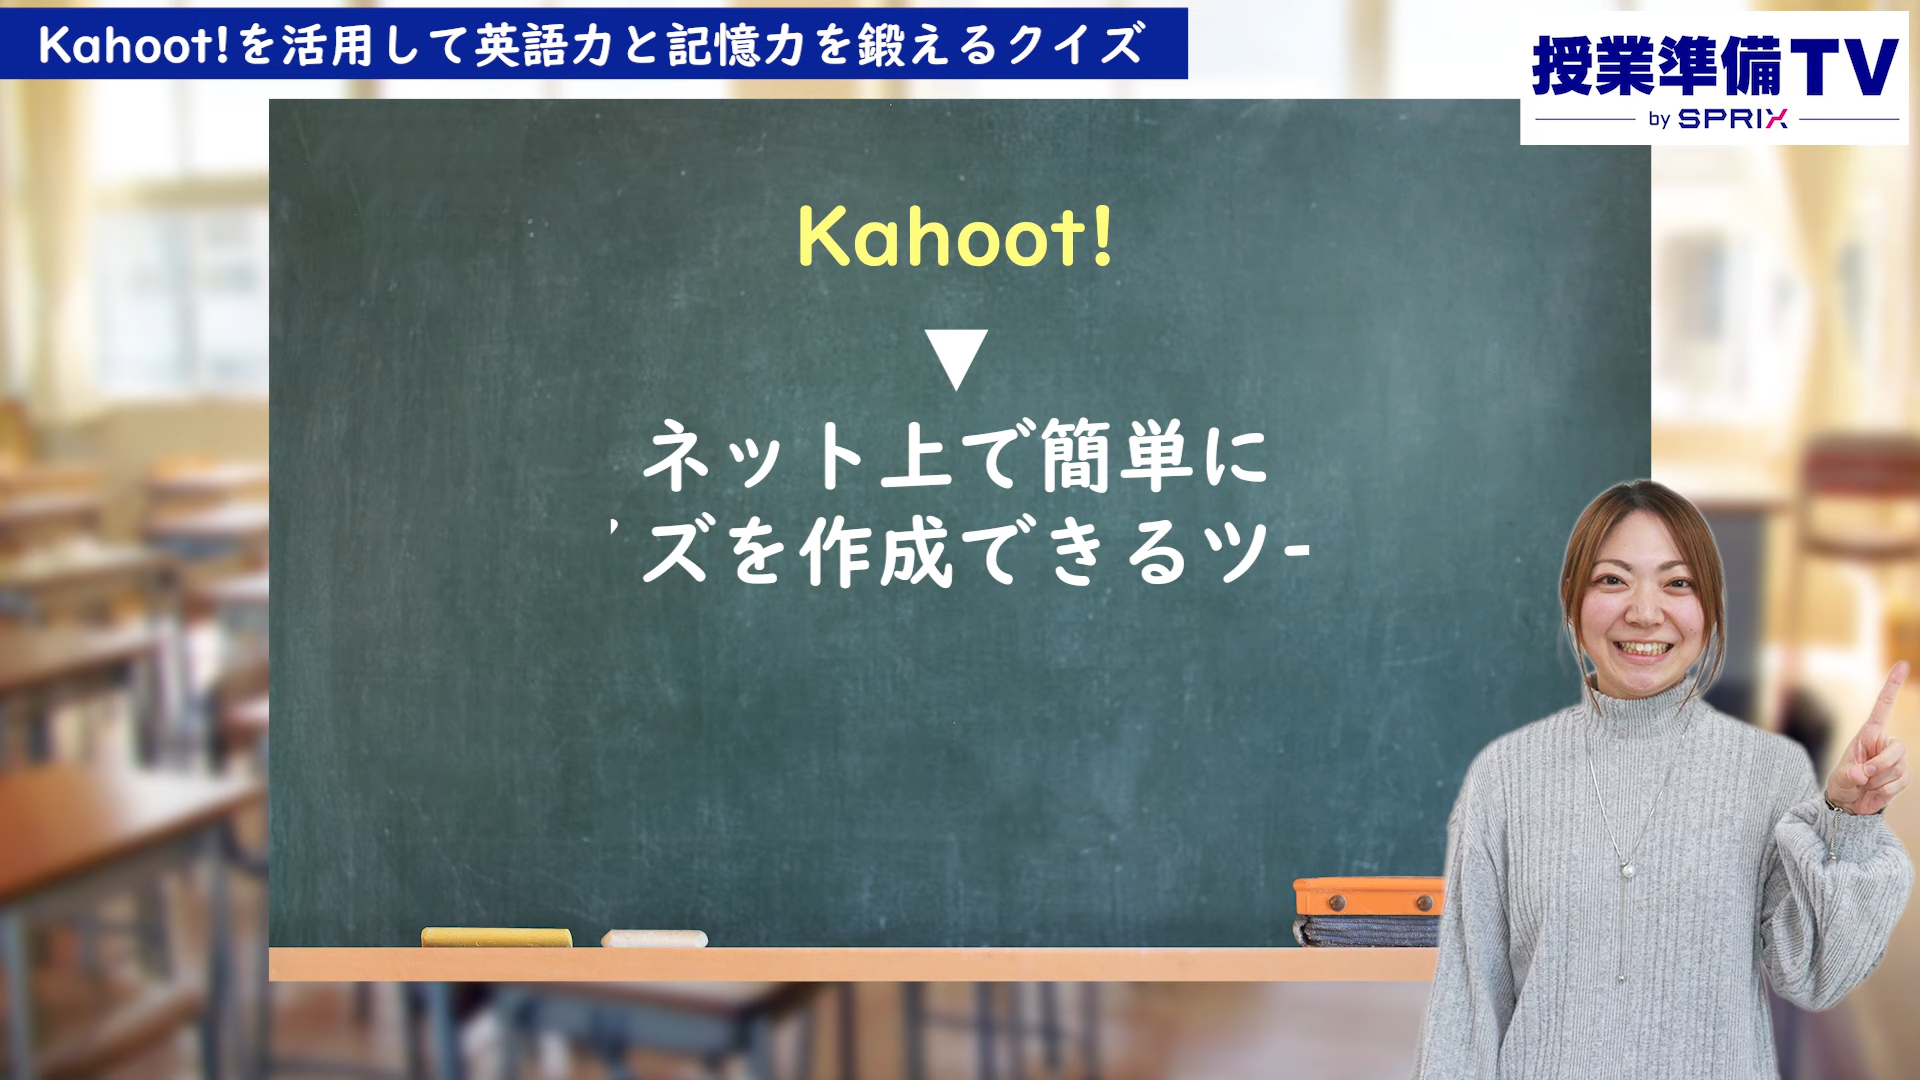 Kahoot!を活用して英語力と記憶力を鍛えるクイズ
授業準備TV
by SPRIX
Kahoot!
▼
ネット上で簡単に
ズを作成できるツー